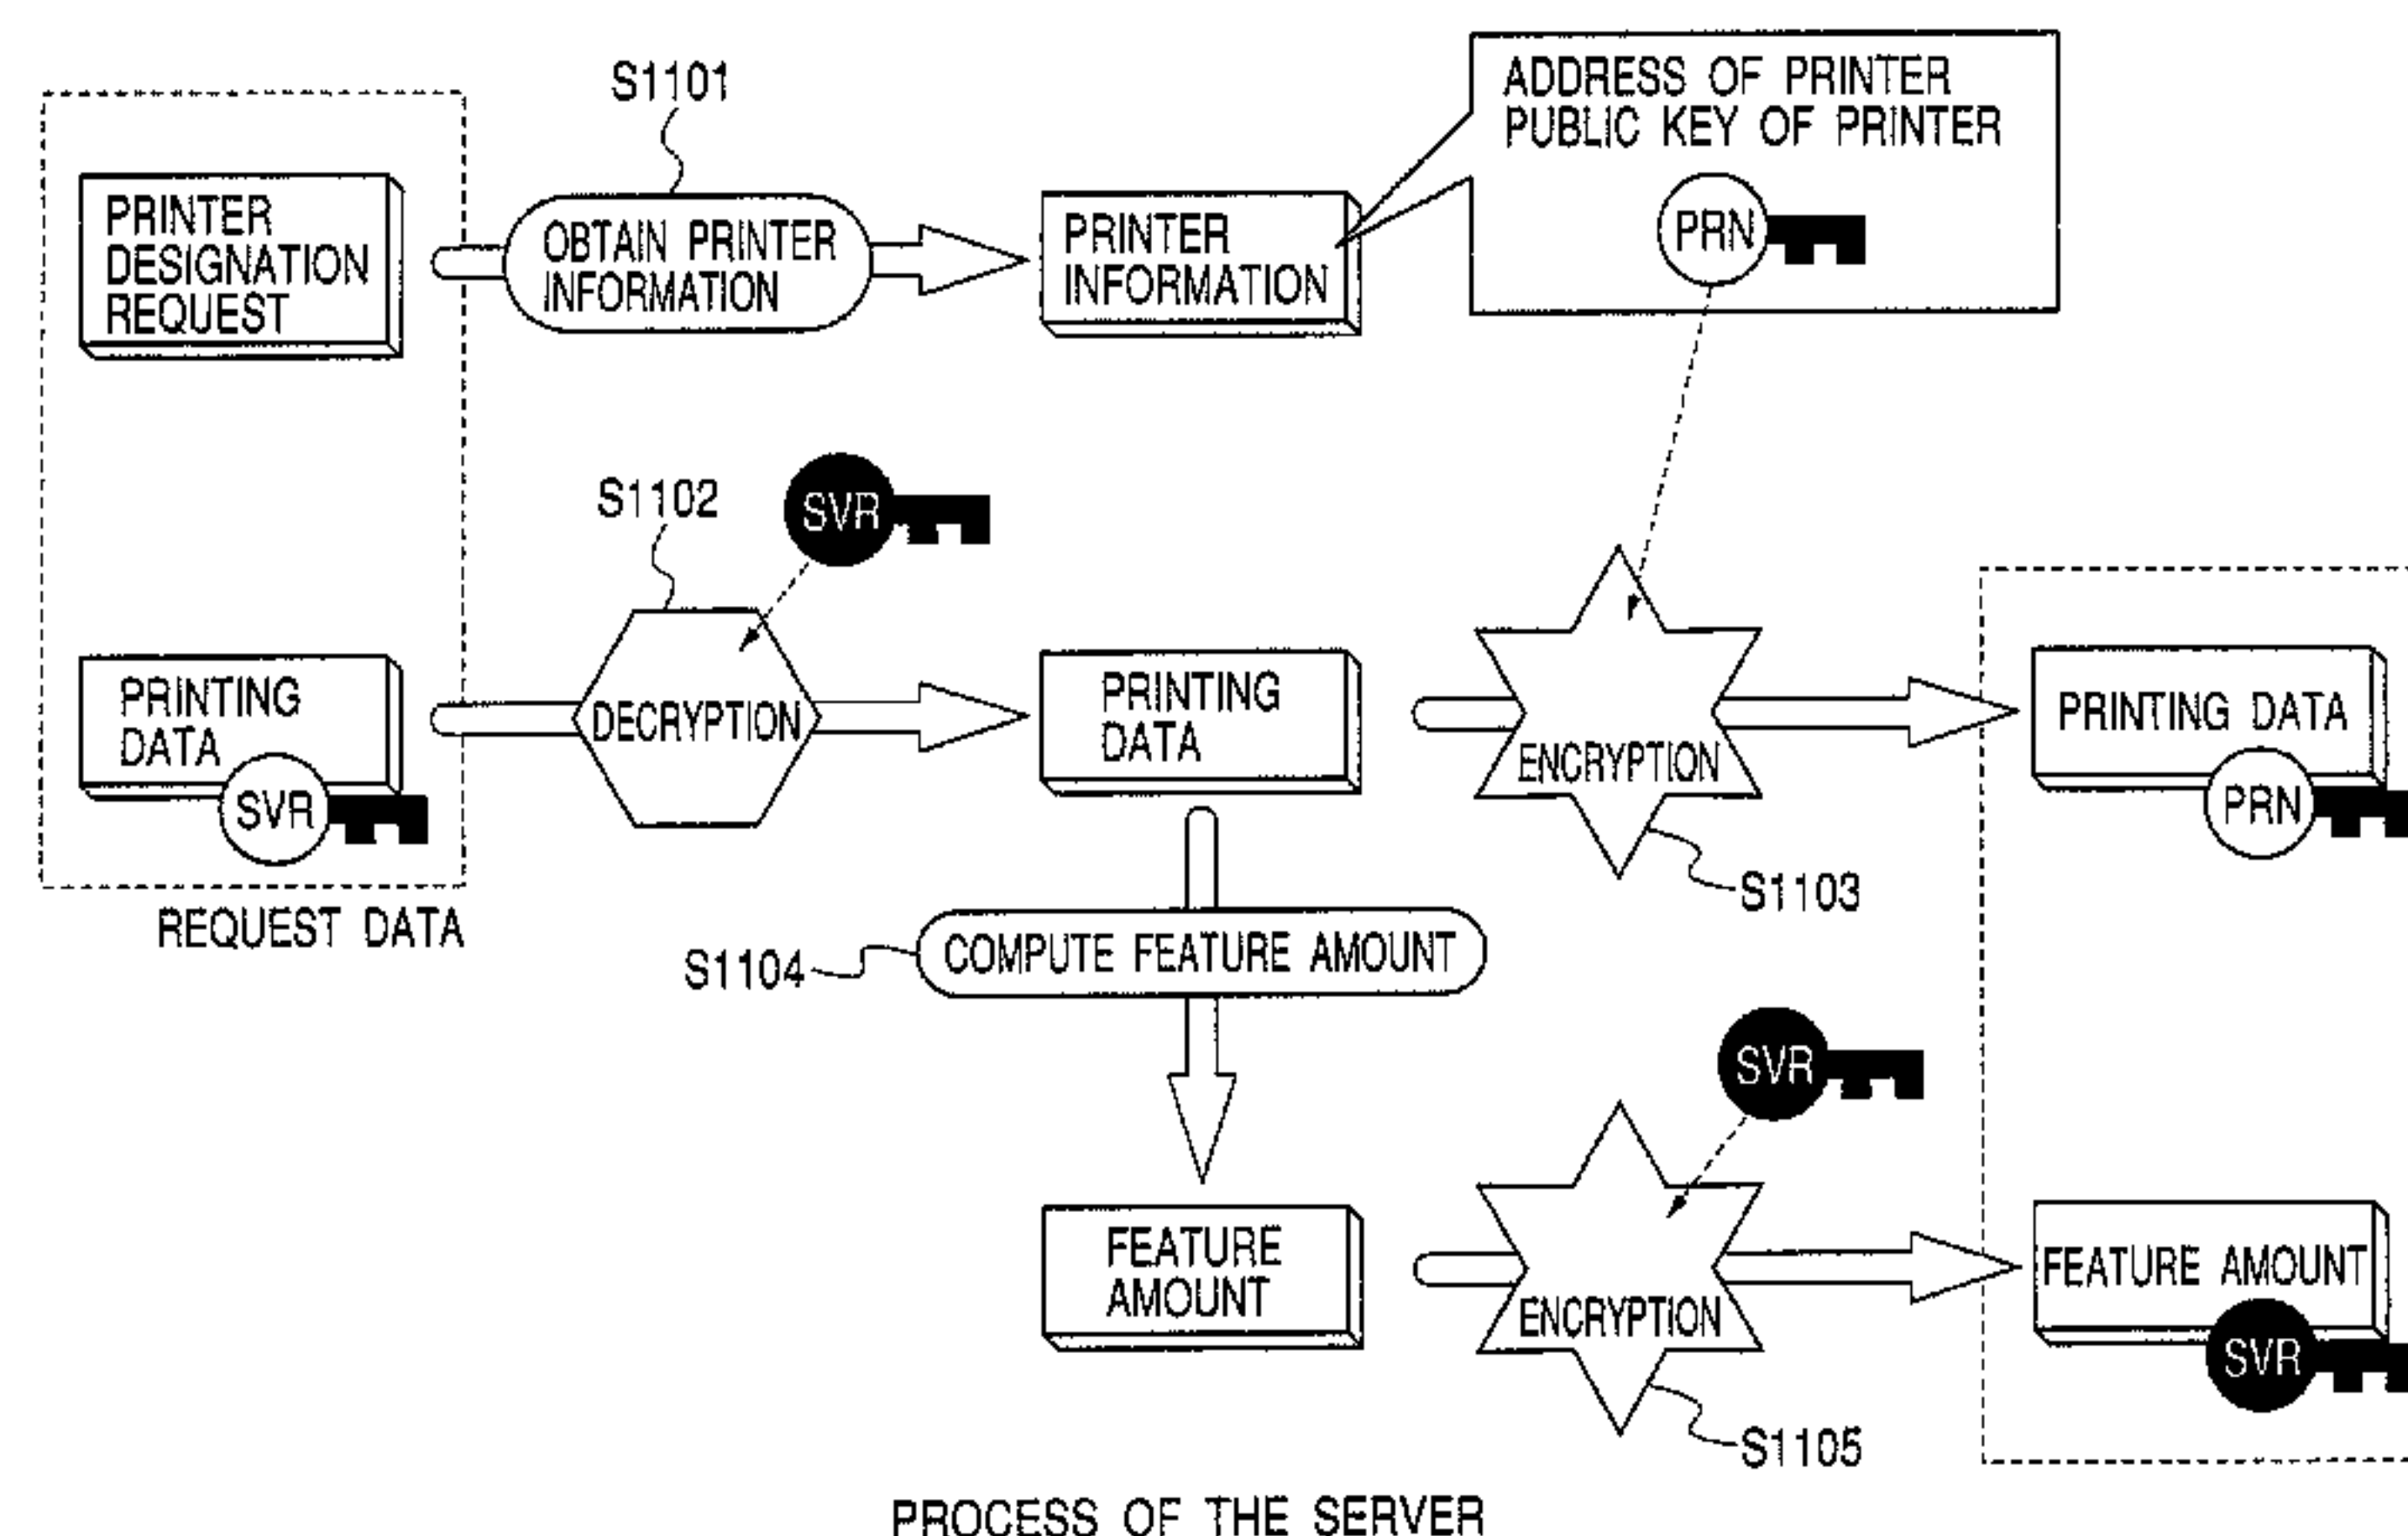 S1101
ADDRESS OF PRINTER
PUBLIC KEY OF PRINTER
PRN
PRINTER
DESIGNATION
REQUEST
OBTAIN PRINTER
INFORMATION
PRINTER
INFORMATION
S1102
SVR
PRINTING
DATA
SVR
DECRYPTION
PRINTING
DATA
ENCRYPTION
PRINTING DATA
PRN
S1103
REQUEST DATA
S1104
COMPUTE FEATURE AMOUNT
SVR
FEATURE
AMOUNT
ENCRYPTION
FEATURE AMOUNT
SVR
S1105
PROCESS OF THE SERVER